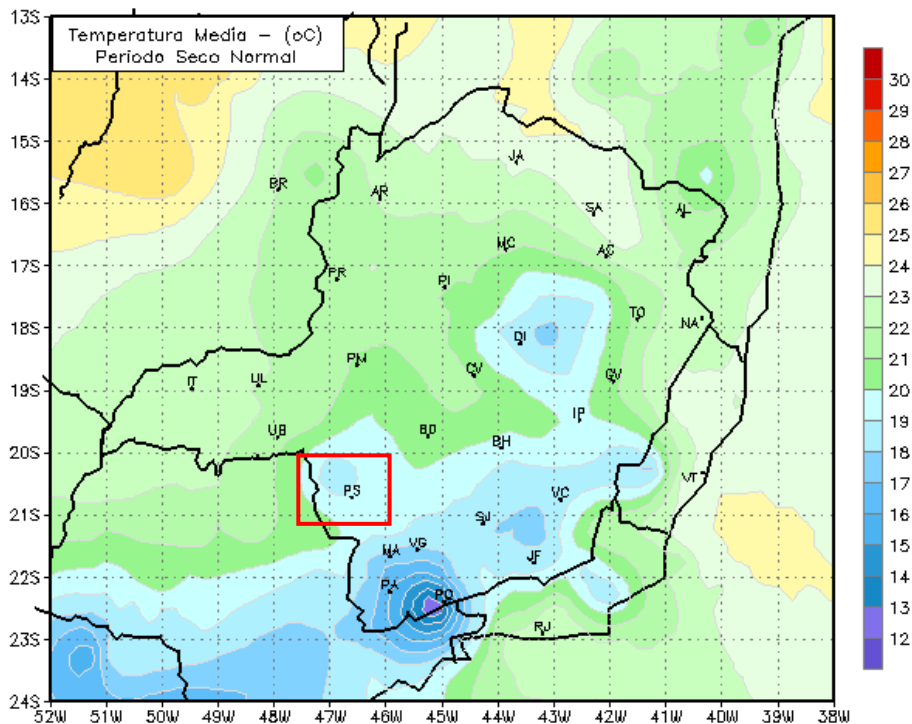 Temperatura Media - (oC)
Periodo Seco Normal
13S
14S
15S
16S
17S
18S
19S
20S
21S
22S
23S
24S
52W 51W 50W 49W 48W 47W 46W 45W 44W 43W 42W 41W 40W 39W 38W
JA
BR
AR
SA
AL
MC
AC
PR
PI
TO
NA
DI
PM
CV
GV
IT
UL
IP
UB
BD
BH
PS
VC
VT
SJ
MA
VG
JF
PA
PQ
RJ
30
29
28
27
26
25
24
23
22
21
20
19
18
17
16
15
14
13
12